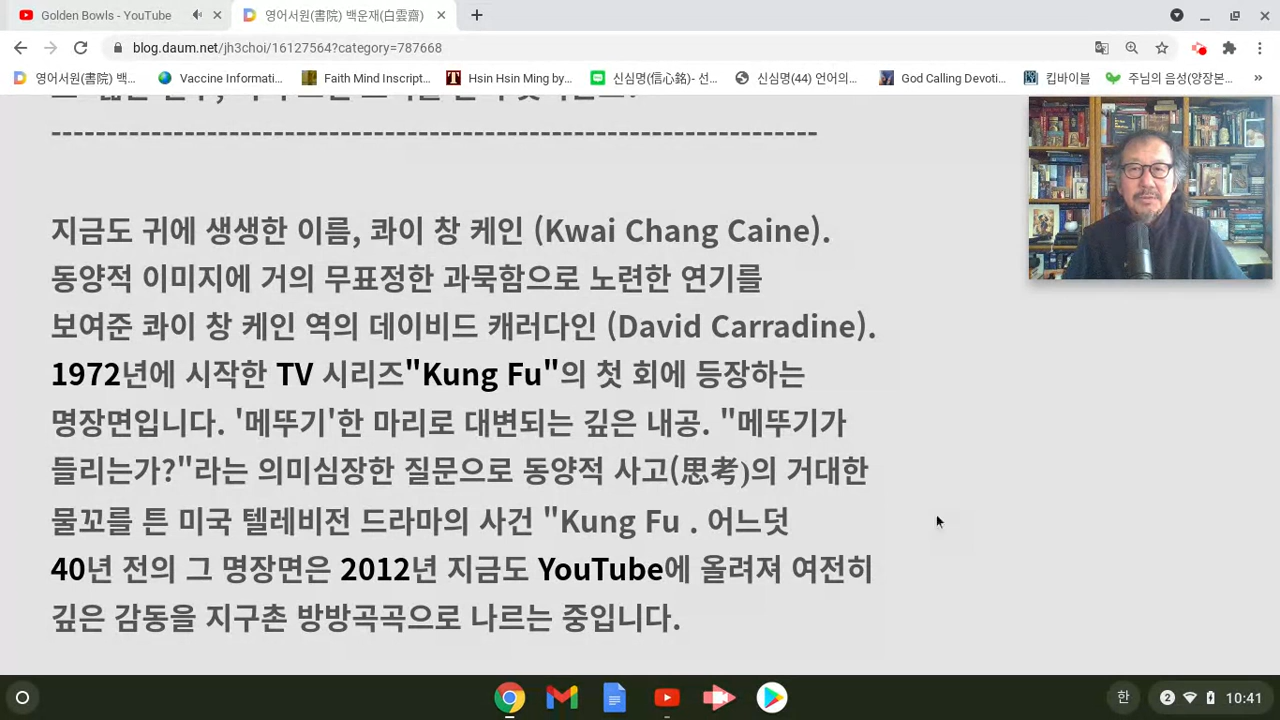 Golden Bowls - YouTube
영어서원(書院) 백운재(白雲齋)
blog.daum.net/jh3choi/16127564?category=787668
영어서원(書院) 백...
Vaccine Informati...
Faith Mind Inscript...
Hsin Hsin Ming by...
신심명(信心銘)- 선...
신심명(44) 언어의...
God Calling Devoti...
킵바이블
주님의 음성(양장본...
지금도 귀에 생생한 이름, 콰이 창 케인 (Kwai Chang Caine).
동양적 이미지에 거의 무표정한 과묵함으로 노련한 연기를
보여준 콰이 창 케인 역의 데이비드 캐러다인 (David Carradine).
1972년에 시작한 TV 시리즈"Kung Fu"의 첫 회에 등장하는
명장면입니다. '메뚜기'한 마리로 대변되는 깊은 내공. "메뚜기가
들리는가?"라는 의미심장한 질문으로 동양적 사고(思考)의 거대한
물꼬를 튼 미국 텔레비전 드라마의 사건 "Kung Fu . 어느덧
40년 전의 그 명장면은 2012년 지금도 YouTube에 올려져 여전히
깊은 감동을 지구촌 방방곡곡으로 나르는 중입니다.
한
2
10:41